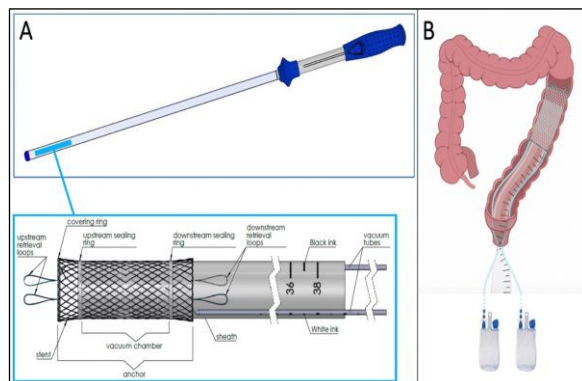 A
B
covering ring
upstream retrieval
loops
upstream sealing
ring
downstream sealing
ring
downstream
retrieval loops
Black ink
vacuum
tubes
36
38
stent
vacuum chamber
anchor
sheath
White ink